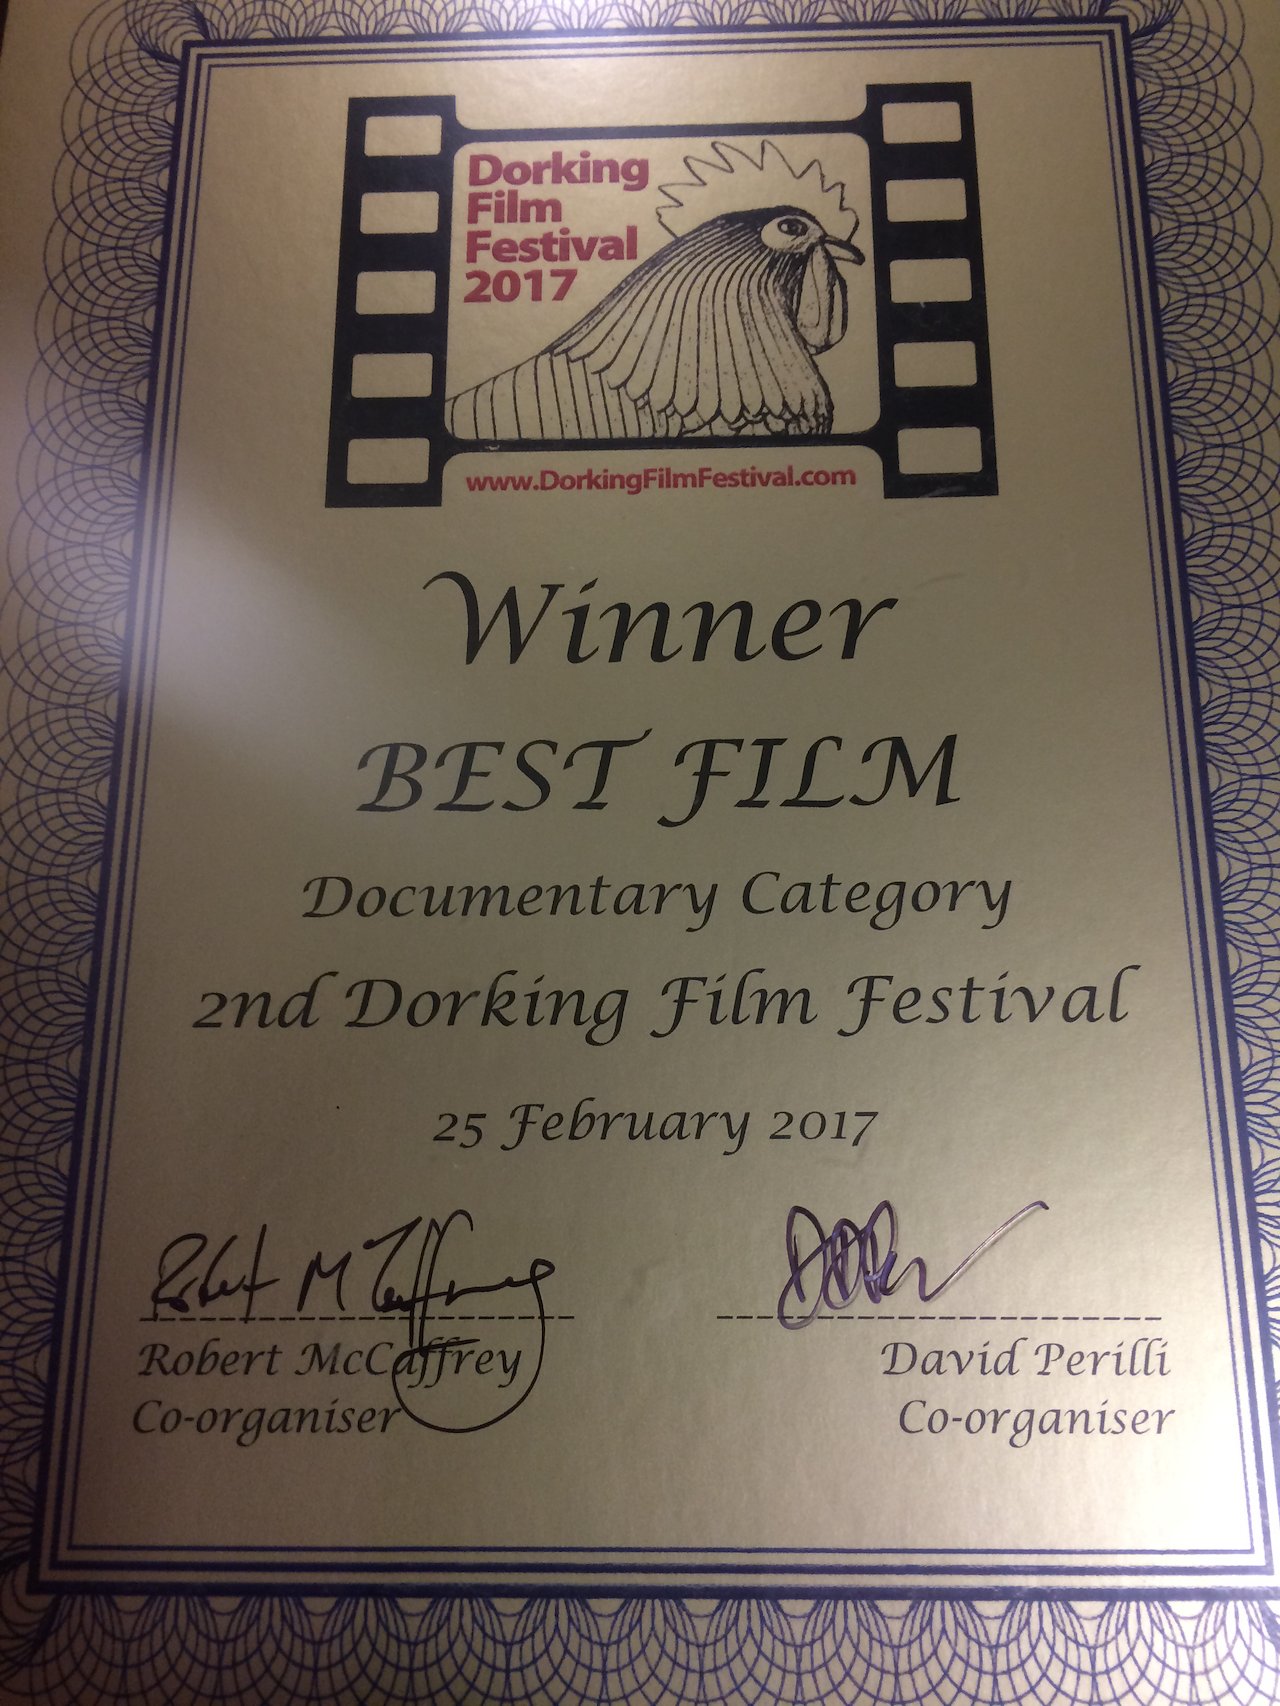 Dorking
Film
Festival
2017
www.DorkingFilmFestival.com
Winner
BEST FILM
Documentary Category
2nd Dorking Film Festival
25 February 2017
Robert McCaffrey
Robert McCaffrey
Co-organiser
David Perilli
Co-organiser